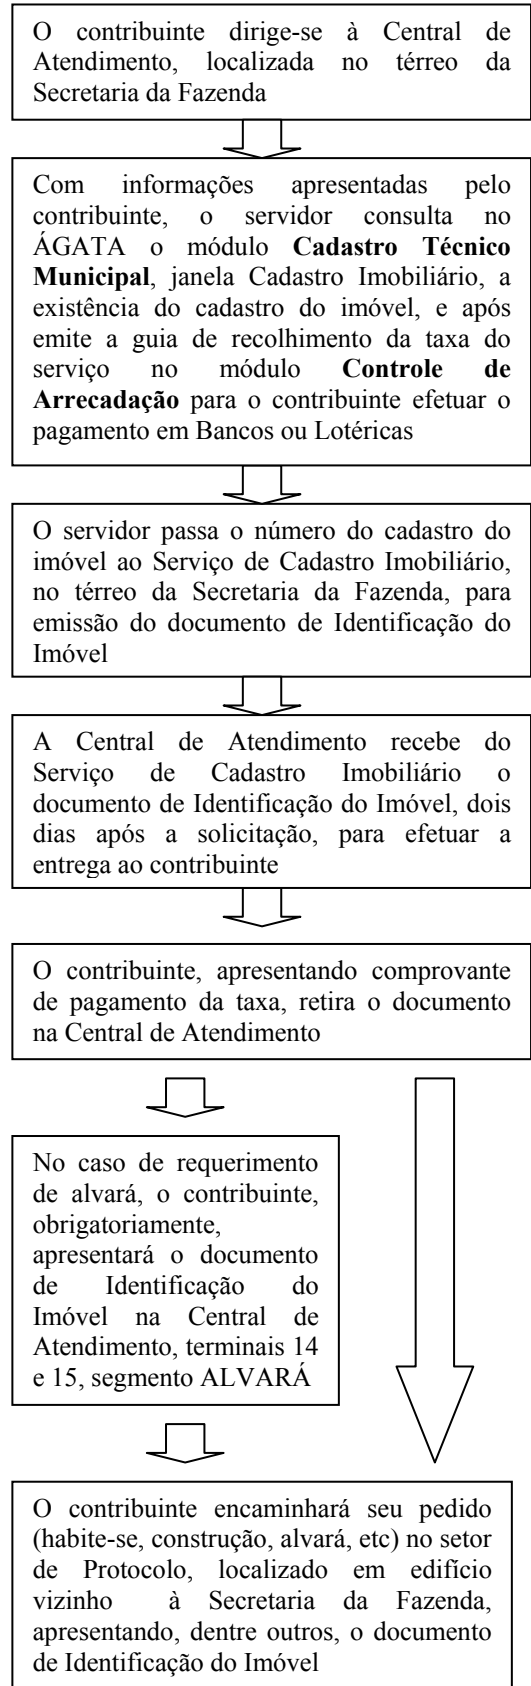 O contribuinte dirige-se à Central de
Atendimento, localizada no térreo da
Secretaria da Fazenda
Com informações apresentadas pelo
contribuinte, o servidor consulta no
ÁGATA o módulo Cadastro Técnico
Municipal, janela Cadastro Imobiliário, a
existência do cadastro do imóvel, e após
emite a guia de recolhimento da taxa do
serviço no módulo Controle de
Arrecadação para o contribuinte efetuar o
pagamento em Bancos ou Lotéricas
O servidor passa o número do cadastro do
imóvel ao Serviço de Cadastro Imobiliário,
no térreo da Secretaria da Fazenda, para
emissão do documento de Identificação do
Imóvel
A Central de Atendimento recebe do
Serviço de Cadastro Imobiliário o
documento de Identificação do Imóvel, dois
dias após a solicitação, para efetuar a
entrega ao contribuinte
O contribuinte, apresentando comprovante
de pagamento da taxa, retira o documento
na Central de Atendimento
No caso de requerimento
de alvará, o contribuinte,
obrigatoriamente,
apresentará o documento
de Identificação do
Imóvel na Central de
Atendimento, terminais 14
e 15, segmento ALVARÁ
O contribuinte encaminhará seu pedido
(habite-se, construção, alvará, etc) no setor
de Protocolo, localizado em edifício
vizinho à Secretaria da Fazenda,
apresentando, dentre outros, o documento
de Identificação do Imóvel